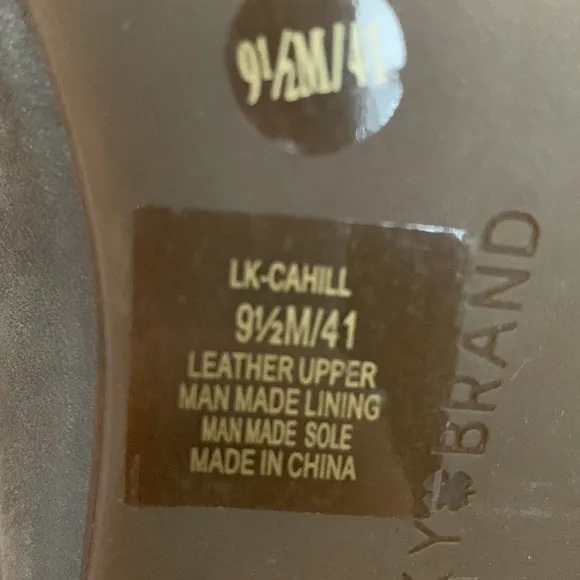 9½M/41
LK-CAHILL
9½M/41
LEATHER UPPER
MAN MADE LINING
MAN MADE SOLE
MADE IN CHINA
KY BRAND